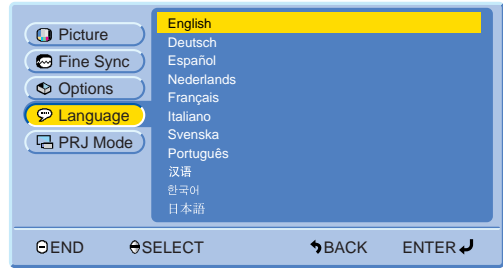 Picture
Fine Sync
Options
Language
PRJ Mode
English
Deutsch
Español
Nederlands
Français
Italiano
Svenska
Português
汉语
한국어
日本語
END SELECT BACK ENTER